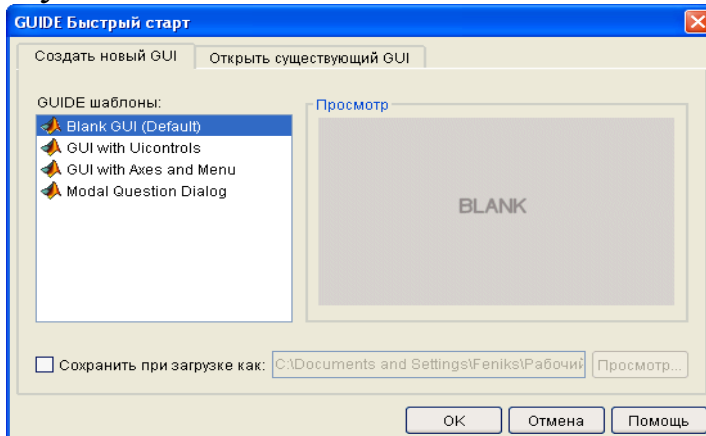 GUIDE Быстрый старт
Создать новый GUI
Открыть существующий GUI
GUIDE шаблоны:
Blank GUI (Default)
GUI with Uicontrols
GUI with Axes and Menu
Modal Question Dialog
Просмотр
BLANK
Сохранить при загрузке как:
C:\Documents and Settings\Feniks\Рабочий
Просмотр...
OK
Отмена
Помощь